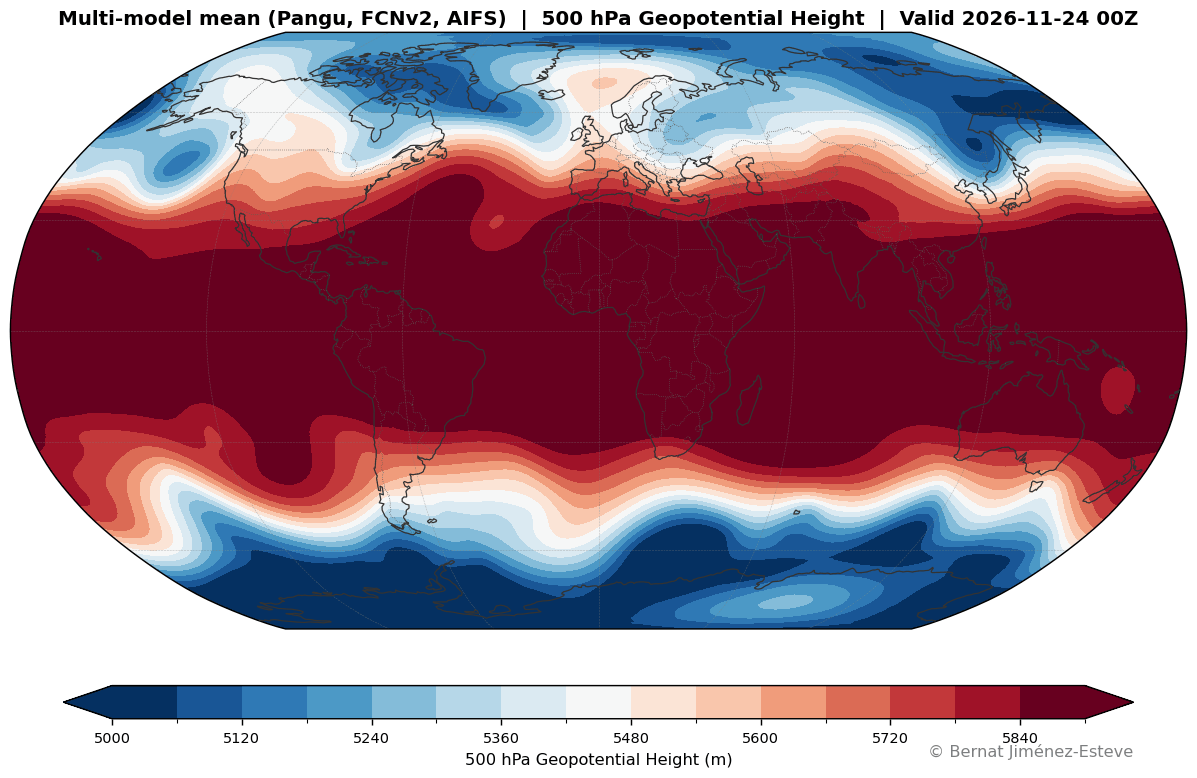 Multi-model mean (Pangu, FCNv2, AIFS) | 500 hPa Geopotential Height | Valid 2026-11-24 00Z
5000 5120 5240 5360 5480 5600 5720 5840
500 hPa Geopotential Height (m)
© Bernat Jiménez-Esteve